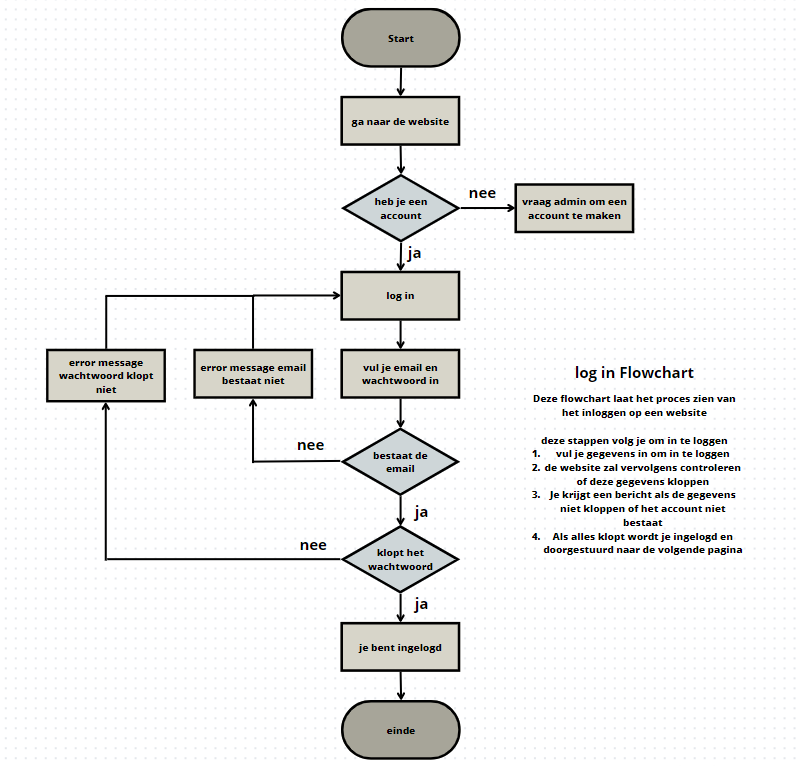 Start
ga naar de website
heb je een
account
nee
vraag admin om een
account te maken
ja
log in
error message
wachtwoord klopt
niet
error message email
bestaat niet
vul je email en
wachtwoord in
nee
bestaat de
email
ja
nee
klopt het
wachtwoord
ja
je bent ingelogd
einde
log in Flowchart
Deze flowchart laat het proces zien van
het inloggen op een website
deze stappen volg je om in te loggen
1. vul je gegevens in om in te loggen
2. de website zal vervolgens controleren
of deze gegevens kloppen
3. Je krijgt een bericht als de gegevens
niet kloppen of het account niet
bestaat
4. Als alles klopt wordt je ingelogd en
doorgestuurd naar de volgende pagina